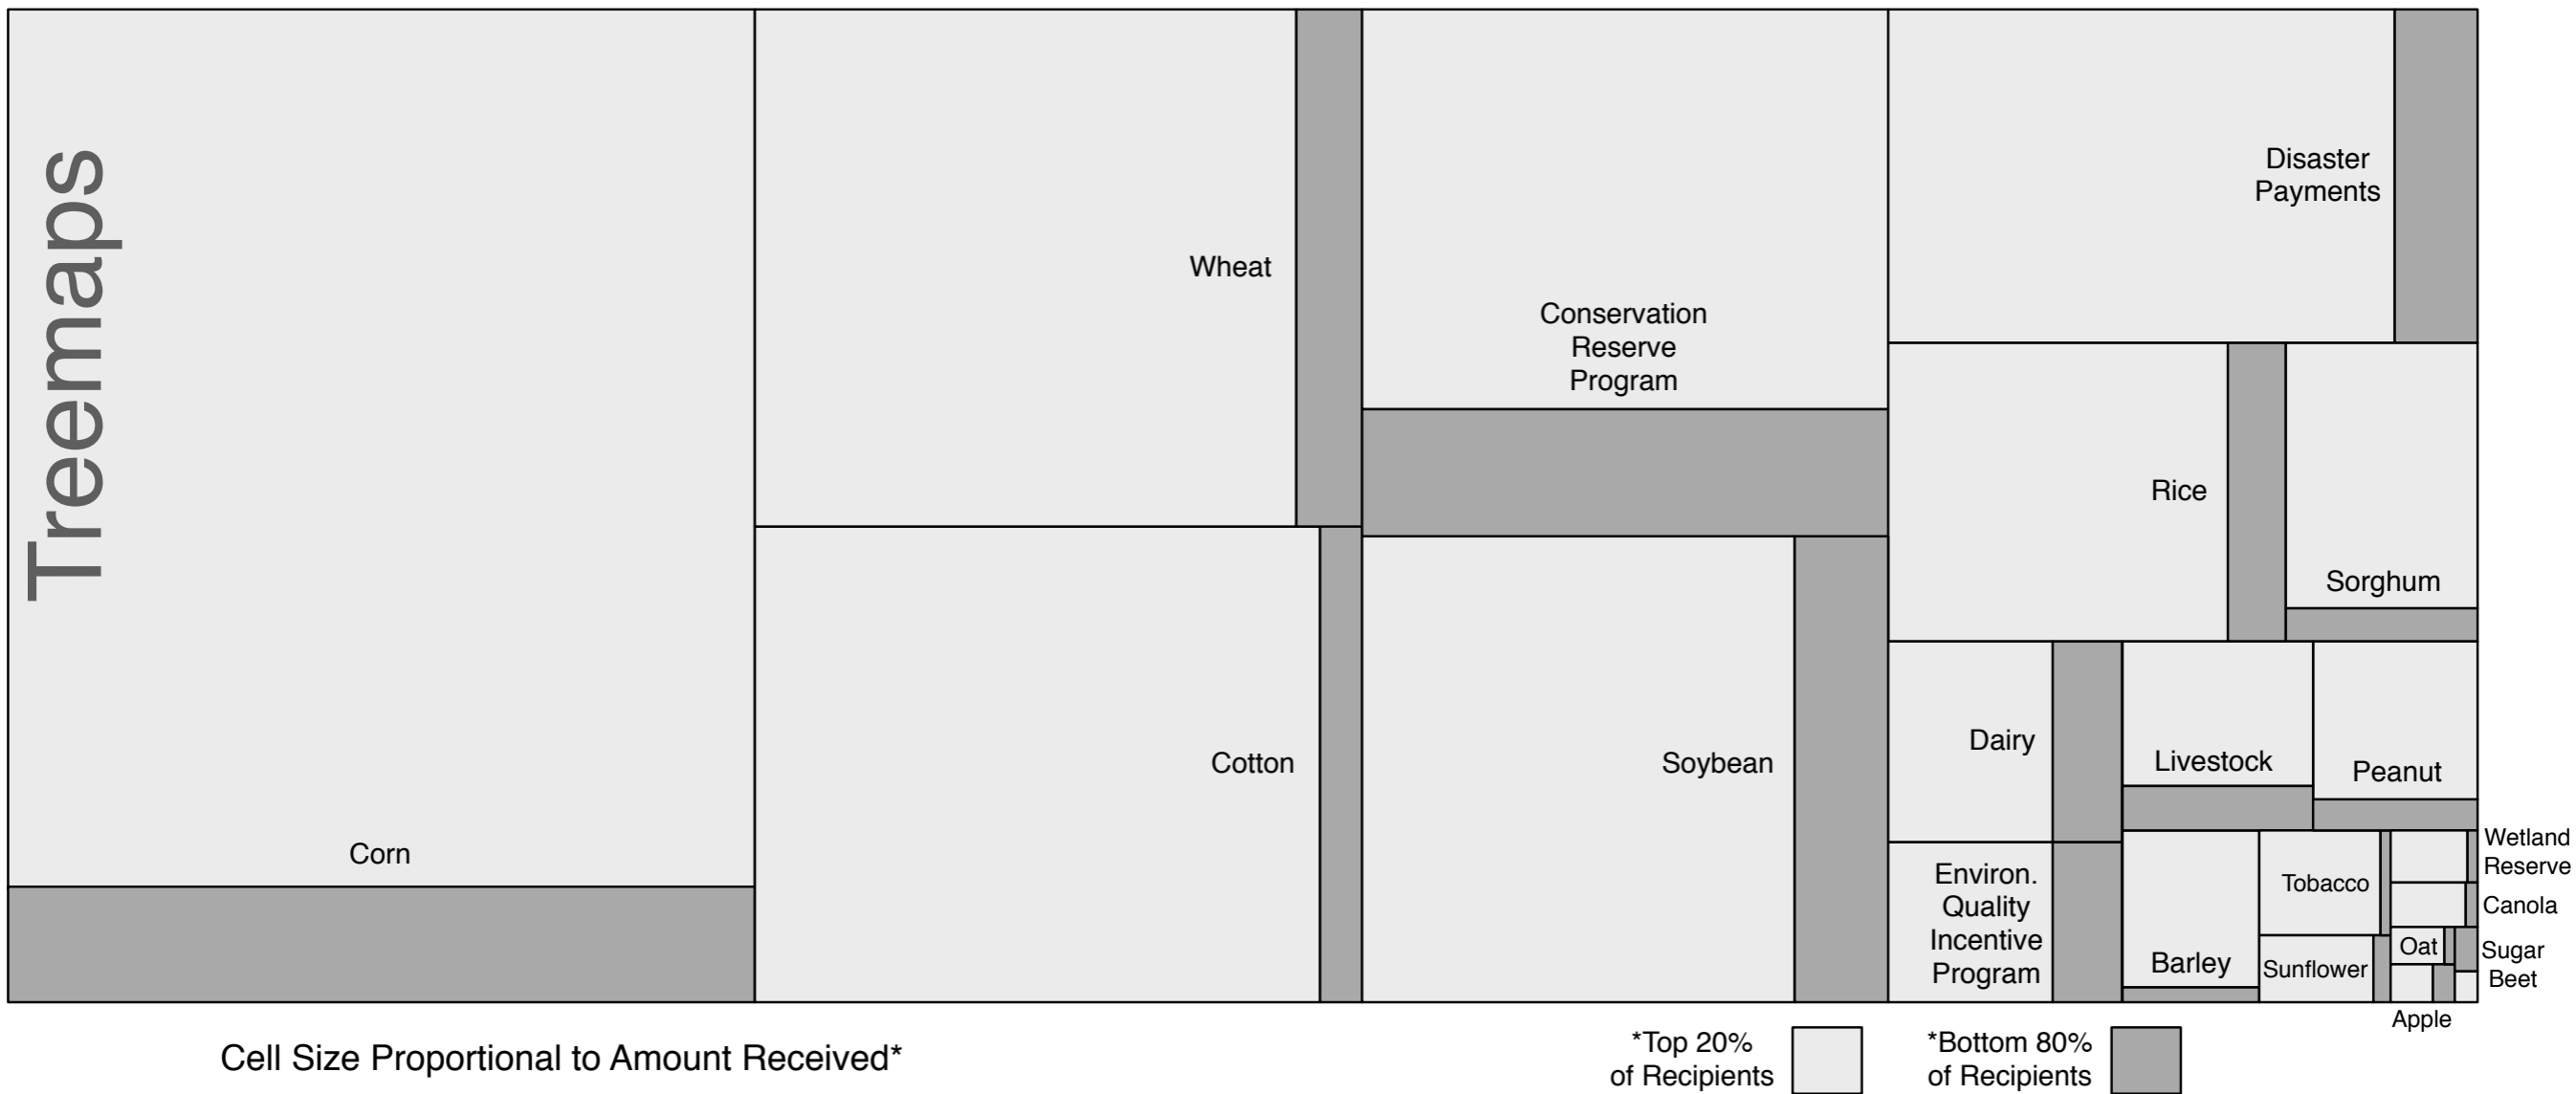 Treemaps
Corn
Wheat
Cotton
Conservation
Reserve
Program
Soybean
Disaster
Payments
Rice
Sorghum
Dairy
Livestock
Peanut
Environ.
Quality
Incentive
Program
Barley
Tobacco
Sunflower
Wetland
Reserve
Canola
Oat
Sugar
Beet
Apple
Cell Size Proportional to Amount Received*
*Top 20%
of Recipients
*Bottom 80%
of Recipients